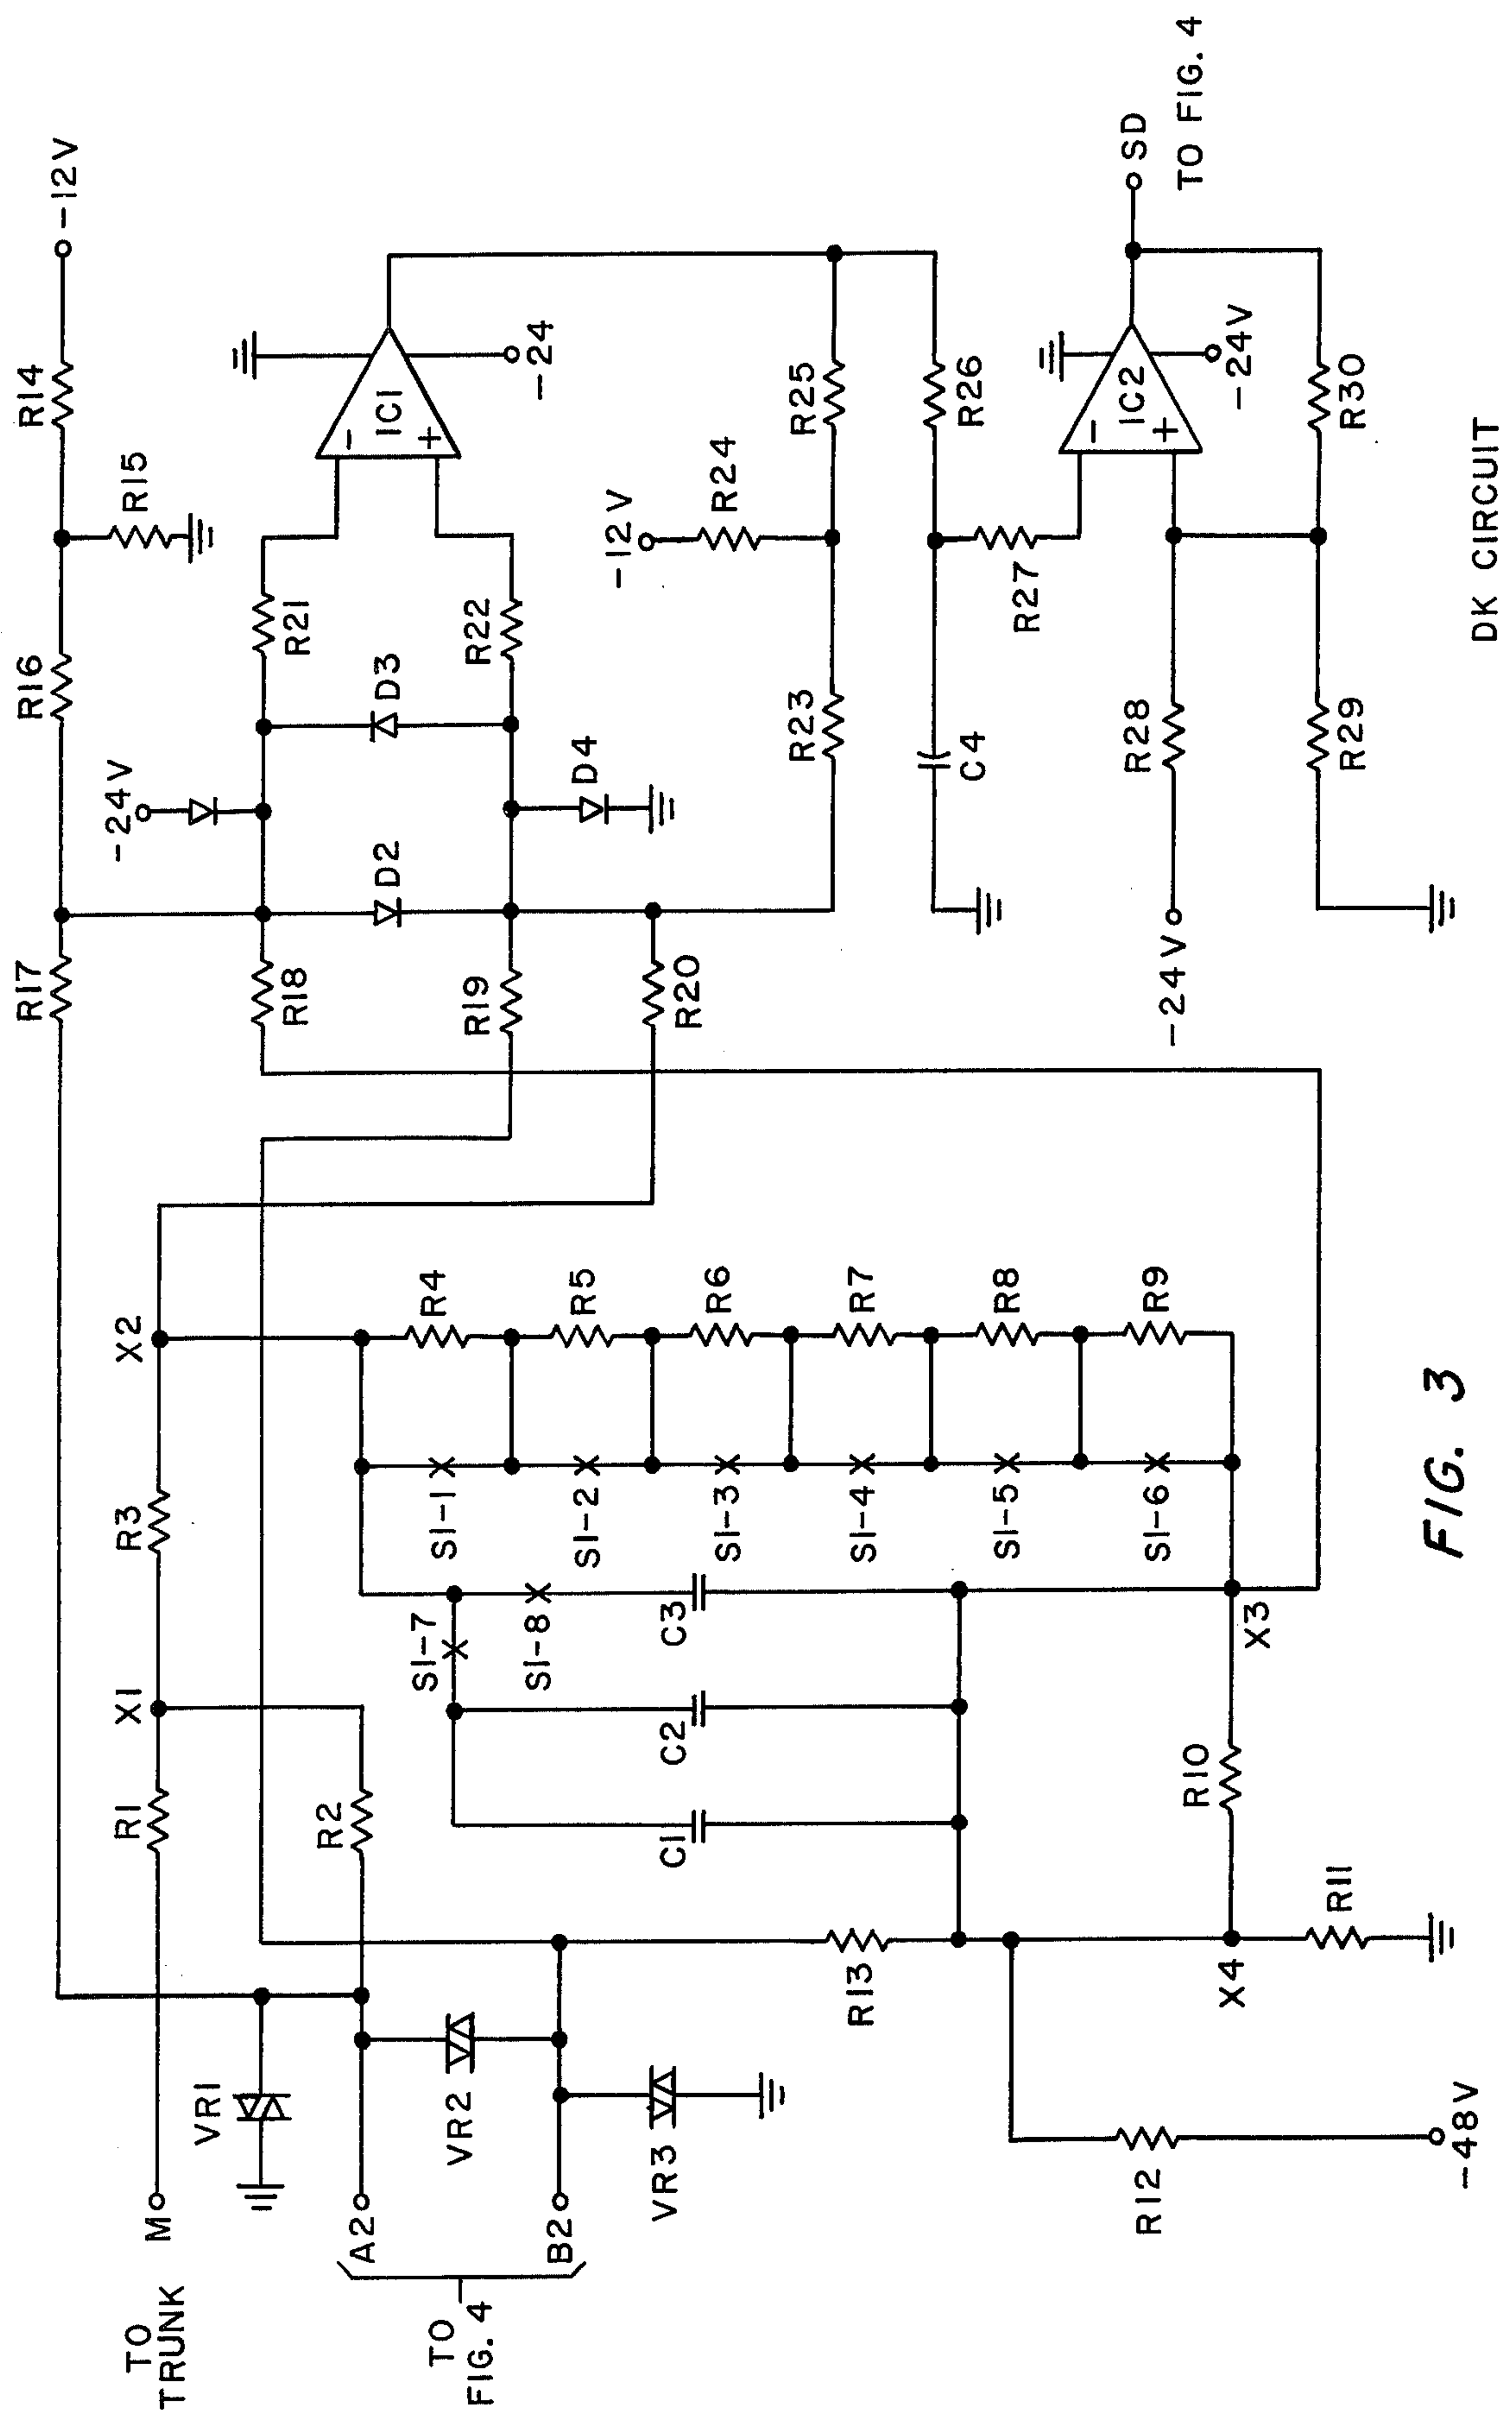 TO
TRUNK
M
R1
X1
R3
X2
R17
R16
R14
-12V
R15
VR1
R2
-24V
R18
R21
D3
D2
IC1
-
+
-24
TO
FIG. 4
A2
B2
VR2
VR3
R4
R5
R6
R7
R8
R9
S1-1
S1-2
S1-3
S1-4
S1-5
S1-6
S1-7
S1-8
C1
C2
C3
R19
R22
D4
R20
-12V
R24
R23
R25
R13
C4
R26
R27
IC2
-
+
-24V
SD
TO FIG. 4
X4
R10
X3
R11
R12
-48V
-24V
R28
R29
R30
FIG. 3
DK CIRCUIT